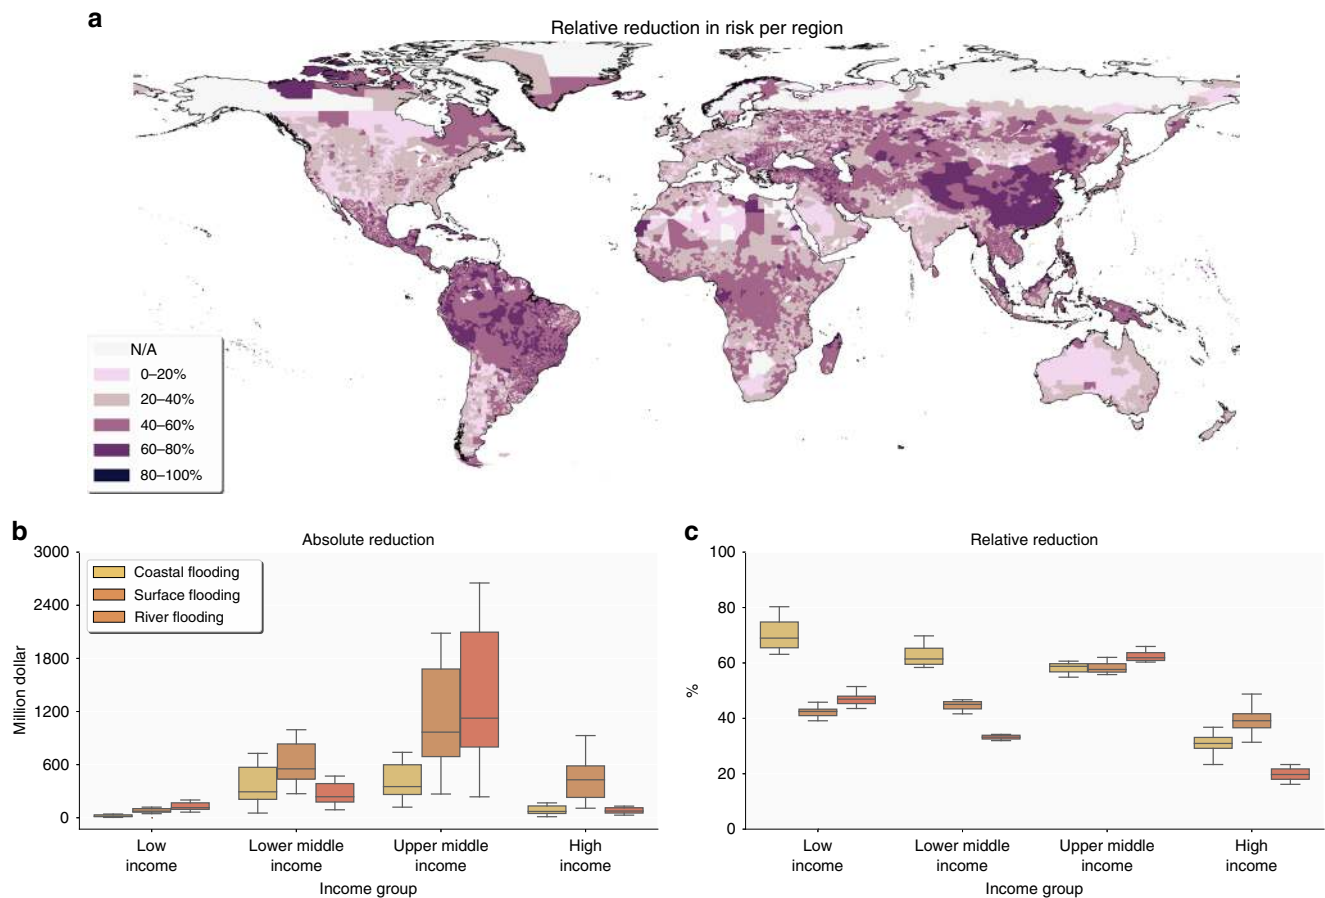 a
Relative reduction in risk per region
N/A
0–20%
20–40%
40–60%
60–80%
80–100%
b
Absolute reduction
3000
2400
1800
1200
600
0
Million dollar
Coastal flooding
Surface flooding
River flooding
Low
income
Lower middle
income
Upper middle
income
High
income
Income group
c
Relative reduction
100
80
60
40
20
0
%
Low
income
Lower middle
income
Upper middle
income
High
income
Income group